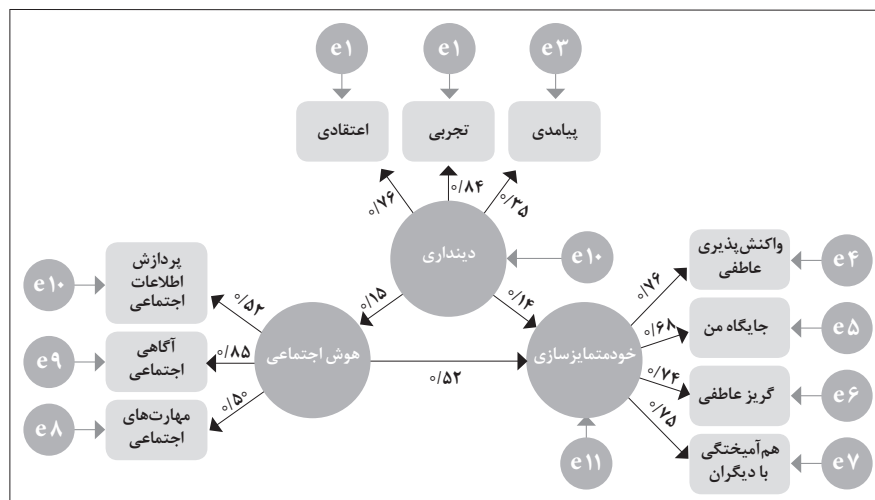 e۱ e۱ e۳
اعتقادی تجربی پیامدی
۰/۷۶ ۰/۸۴ ۰/۳۵
دینداری
e۱۰
۰/۱۵ ۰/۱۴
هوش اجتماعی
۰/۵۲
خودمتمایزسازی
e۱۱
واکنش‌پذیری
عاطفی
e۴
۰/۷۶
جایگاه من
e۵
۰/۶۸
گریز عاطفی
e۶
۰/۷۴
هم‌آمیختگی
با دیگران
e۷
۰/۷۵
پردازش
اطلاعات
اجتماعی
e۱۰
۰/۵۲
آگاهی
اجتماعی
e۹
۰/۸۵
مهارت‌های
اجتماعی
e۸
۰/۵۰